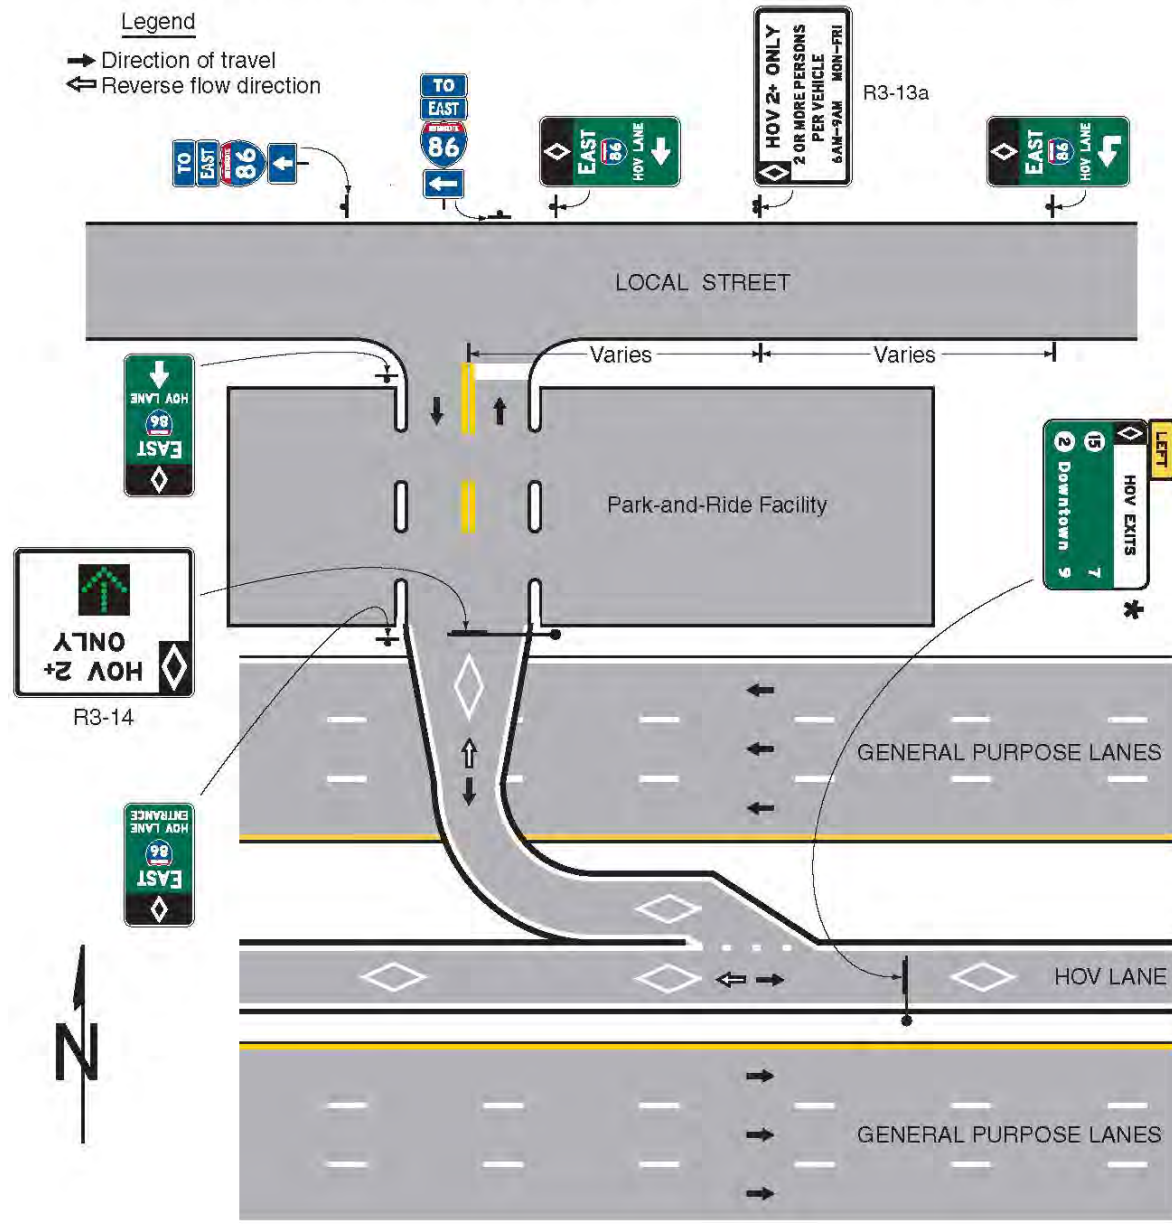 Legend
Direction of travel
Reverse flow direction
TO
EAST
INTERSTATE
86
TO
EAST
INTERSTATE
86
EAST
86
HOV LANE
HOV 2+ ONLY
2 OR MORE PERSONS
PER VEHICLE
6AM–9AM MON–FRI
R3-13a
EAST
86
HOV LANE
LOCAL STREET
Varies
Varies
EAST
86
HOV LANE
Park-and-Ride Facility
LEFT
HOV EXITS
15 7
2 Downtown 9
*
HOV 2+
ONLY
R3-14
GENERAL PURPOSE LANES
EAST
86
HOV LANE
ENTRANCE
HOV LANE
N
GENERAL PURPOSE LANES